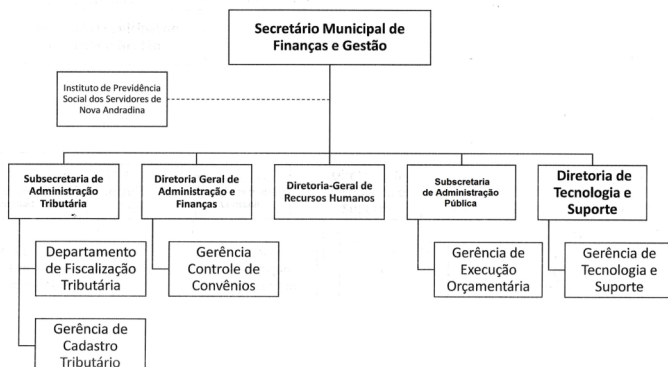 Secretário Municipal de
Finanças e Gestão
Instituto de Previdência
Social dos Servidores de
Nova Andradina
Subsecretaria de
Administração
Tributária
Diretoria Geral de
Administração e
Finanças
Diretoria-Geral de
Recursos Humanos
Subscretaria
de Administração
Pública
Diretoria de
Tecnologia e
Suporte
Departamento
de Fiscalização
Tributária
Gerência
Controle de
Convênios
Gerência de
Execução
Orçamentária
Gerência de
Tecnologia e
Suporte
Gerência de
Cadastro
Tributário